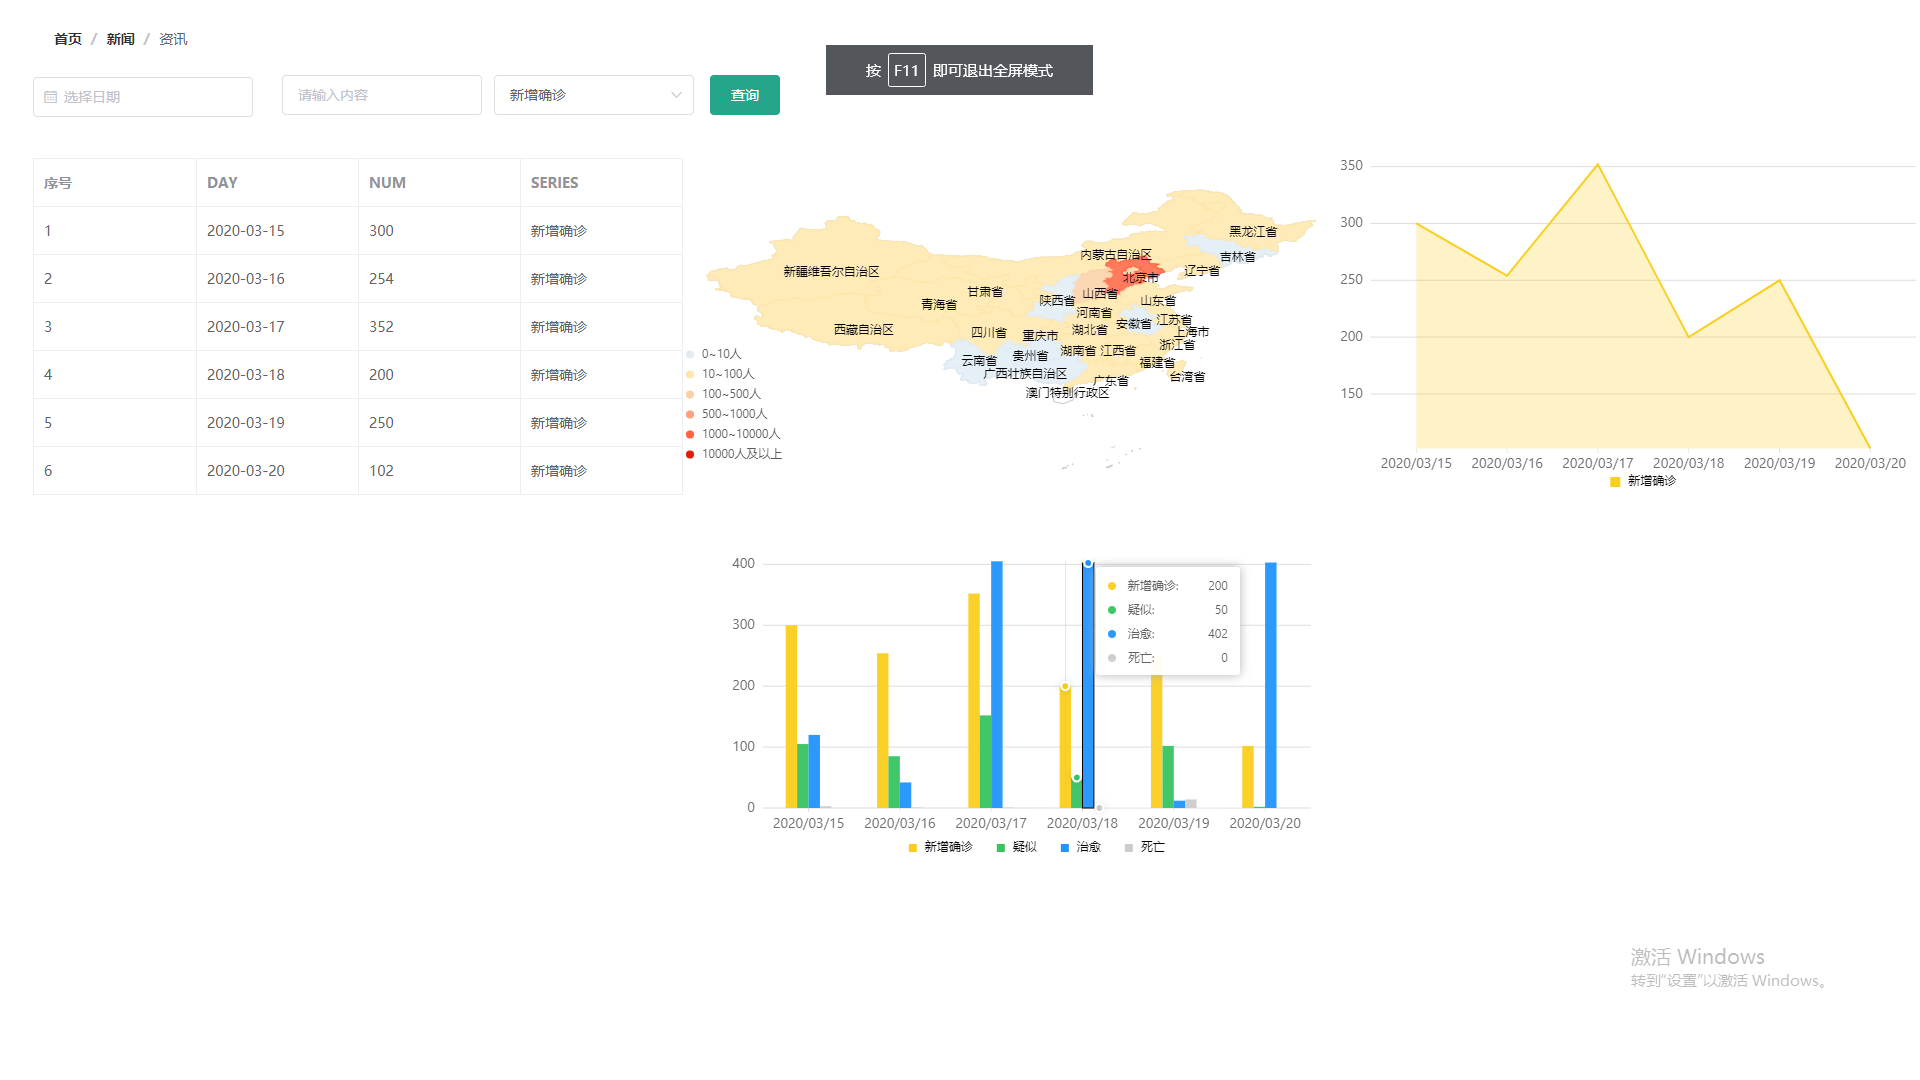 首页 / 新闻 / 资讯
按 F11 即可退出全屏模式
选择日期
请输入内容
新增确诊
查询
序号 DAY NUM SERIES
1 2020-03-15 300 新增确诊
2 2020-03-16 254 新增确诊
3 2020-03-17 352 新增确诊
4 2020-03-18 200 新增确诊
5 2020-03-19 250 新增确诊
6 2020-03-20 102 新增确诊
黑龙江省
内蒙古自治区
吉林省
新疆维吾尔自治区
辽宁省
北京市
甘肃省
山西省
青海省
陕西省
山东省
河南省
江苏省
安徽省
西藏自治区
四川省
湖北省
上海市
重庆市
浙江省
湖南省
江西省
贵州省
云南省
福建省
广西壮族自治区
台湾省
广东省
澳门特别行政区
0~10人
10~100人
100~500人
500~1000人
1000~10000人
10000人及以上
350
300
250
200
150
2020/03/15 2020/03/16 2020/03/17 2020/03/18 2020/03/19 2020/03/20
新增确诊
400
300
200
100
0
新增确诊: 200
疑似: 50
治愈: 402
死亡: 0
2020/03/15 2020/03/16 2020/03/17 2020/03/18 2020/03/19 2020/03/20
新增确诊 疑似 治愈 死亡
激活 Windows
转到“设置”以激活 Windows。